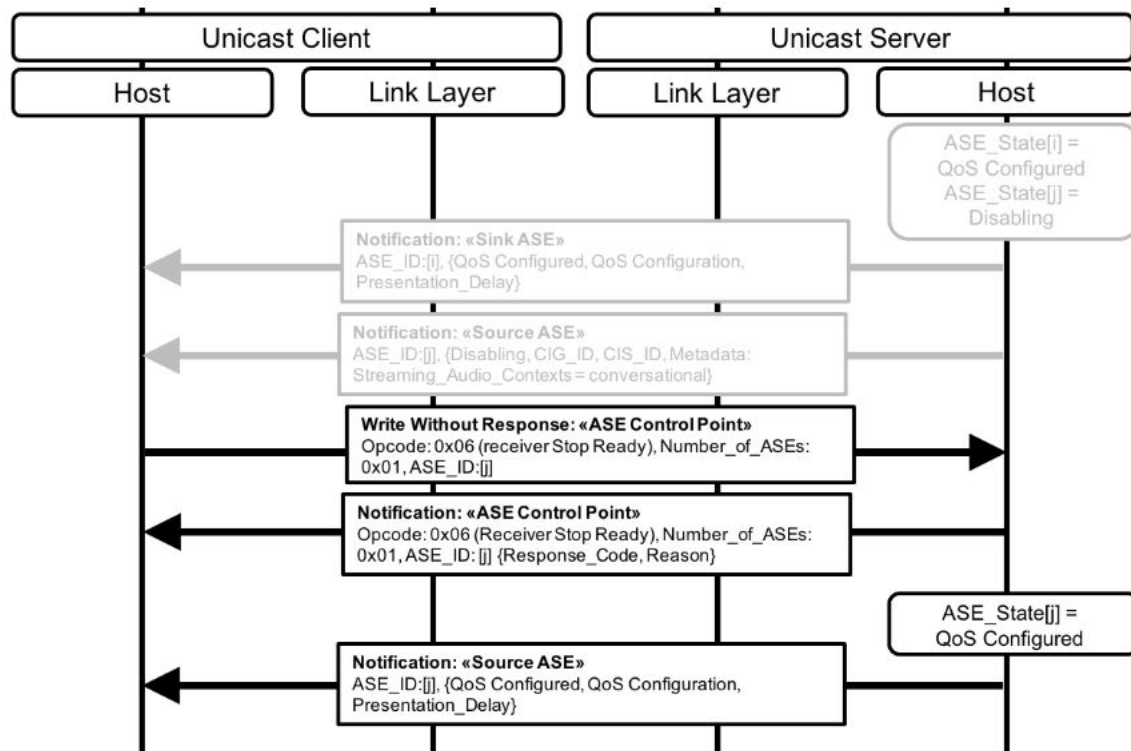 Unicast Client
Unicast Server
Host
Link Layer
Link Layer
Host
ASE_State[i] =
QoS Configured
ASE_State[j] =
Disabling
Notification: «Sink ASE»
ASE_ID:[i], {QoS Configured, QoS Configuration,
Presentation_Delay}
Notification: «Source ASE»
ASE_ID:[j], {Disabling, CIG_ID, CIS_ID, Metadata:
Streaming_Audio_Contexts = conversational}
Write Without Response: «ASE Control Point»
Opcode: 0x06 (receiver Stop Ready), Number_of_ASEs:
0x01, ASE_ID:[j]
Notification: «ASE Control Point»
Opcode: 0x06 (Receiver Stop Ready), Number_of_ASEs:
0x01, ASE_ID: [j] {Response_Code, Reason}
ASE_State[j] =
QoS Configured
Notification: «Source ASE»
ASE_ID:[j], {QoS Configured, QoS Configuration,
Presentation_Delay}